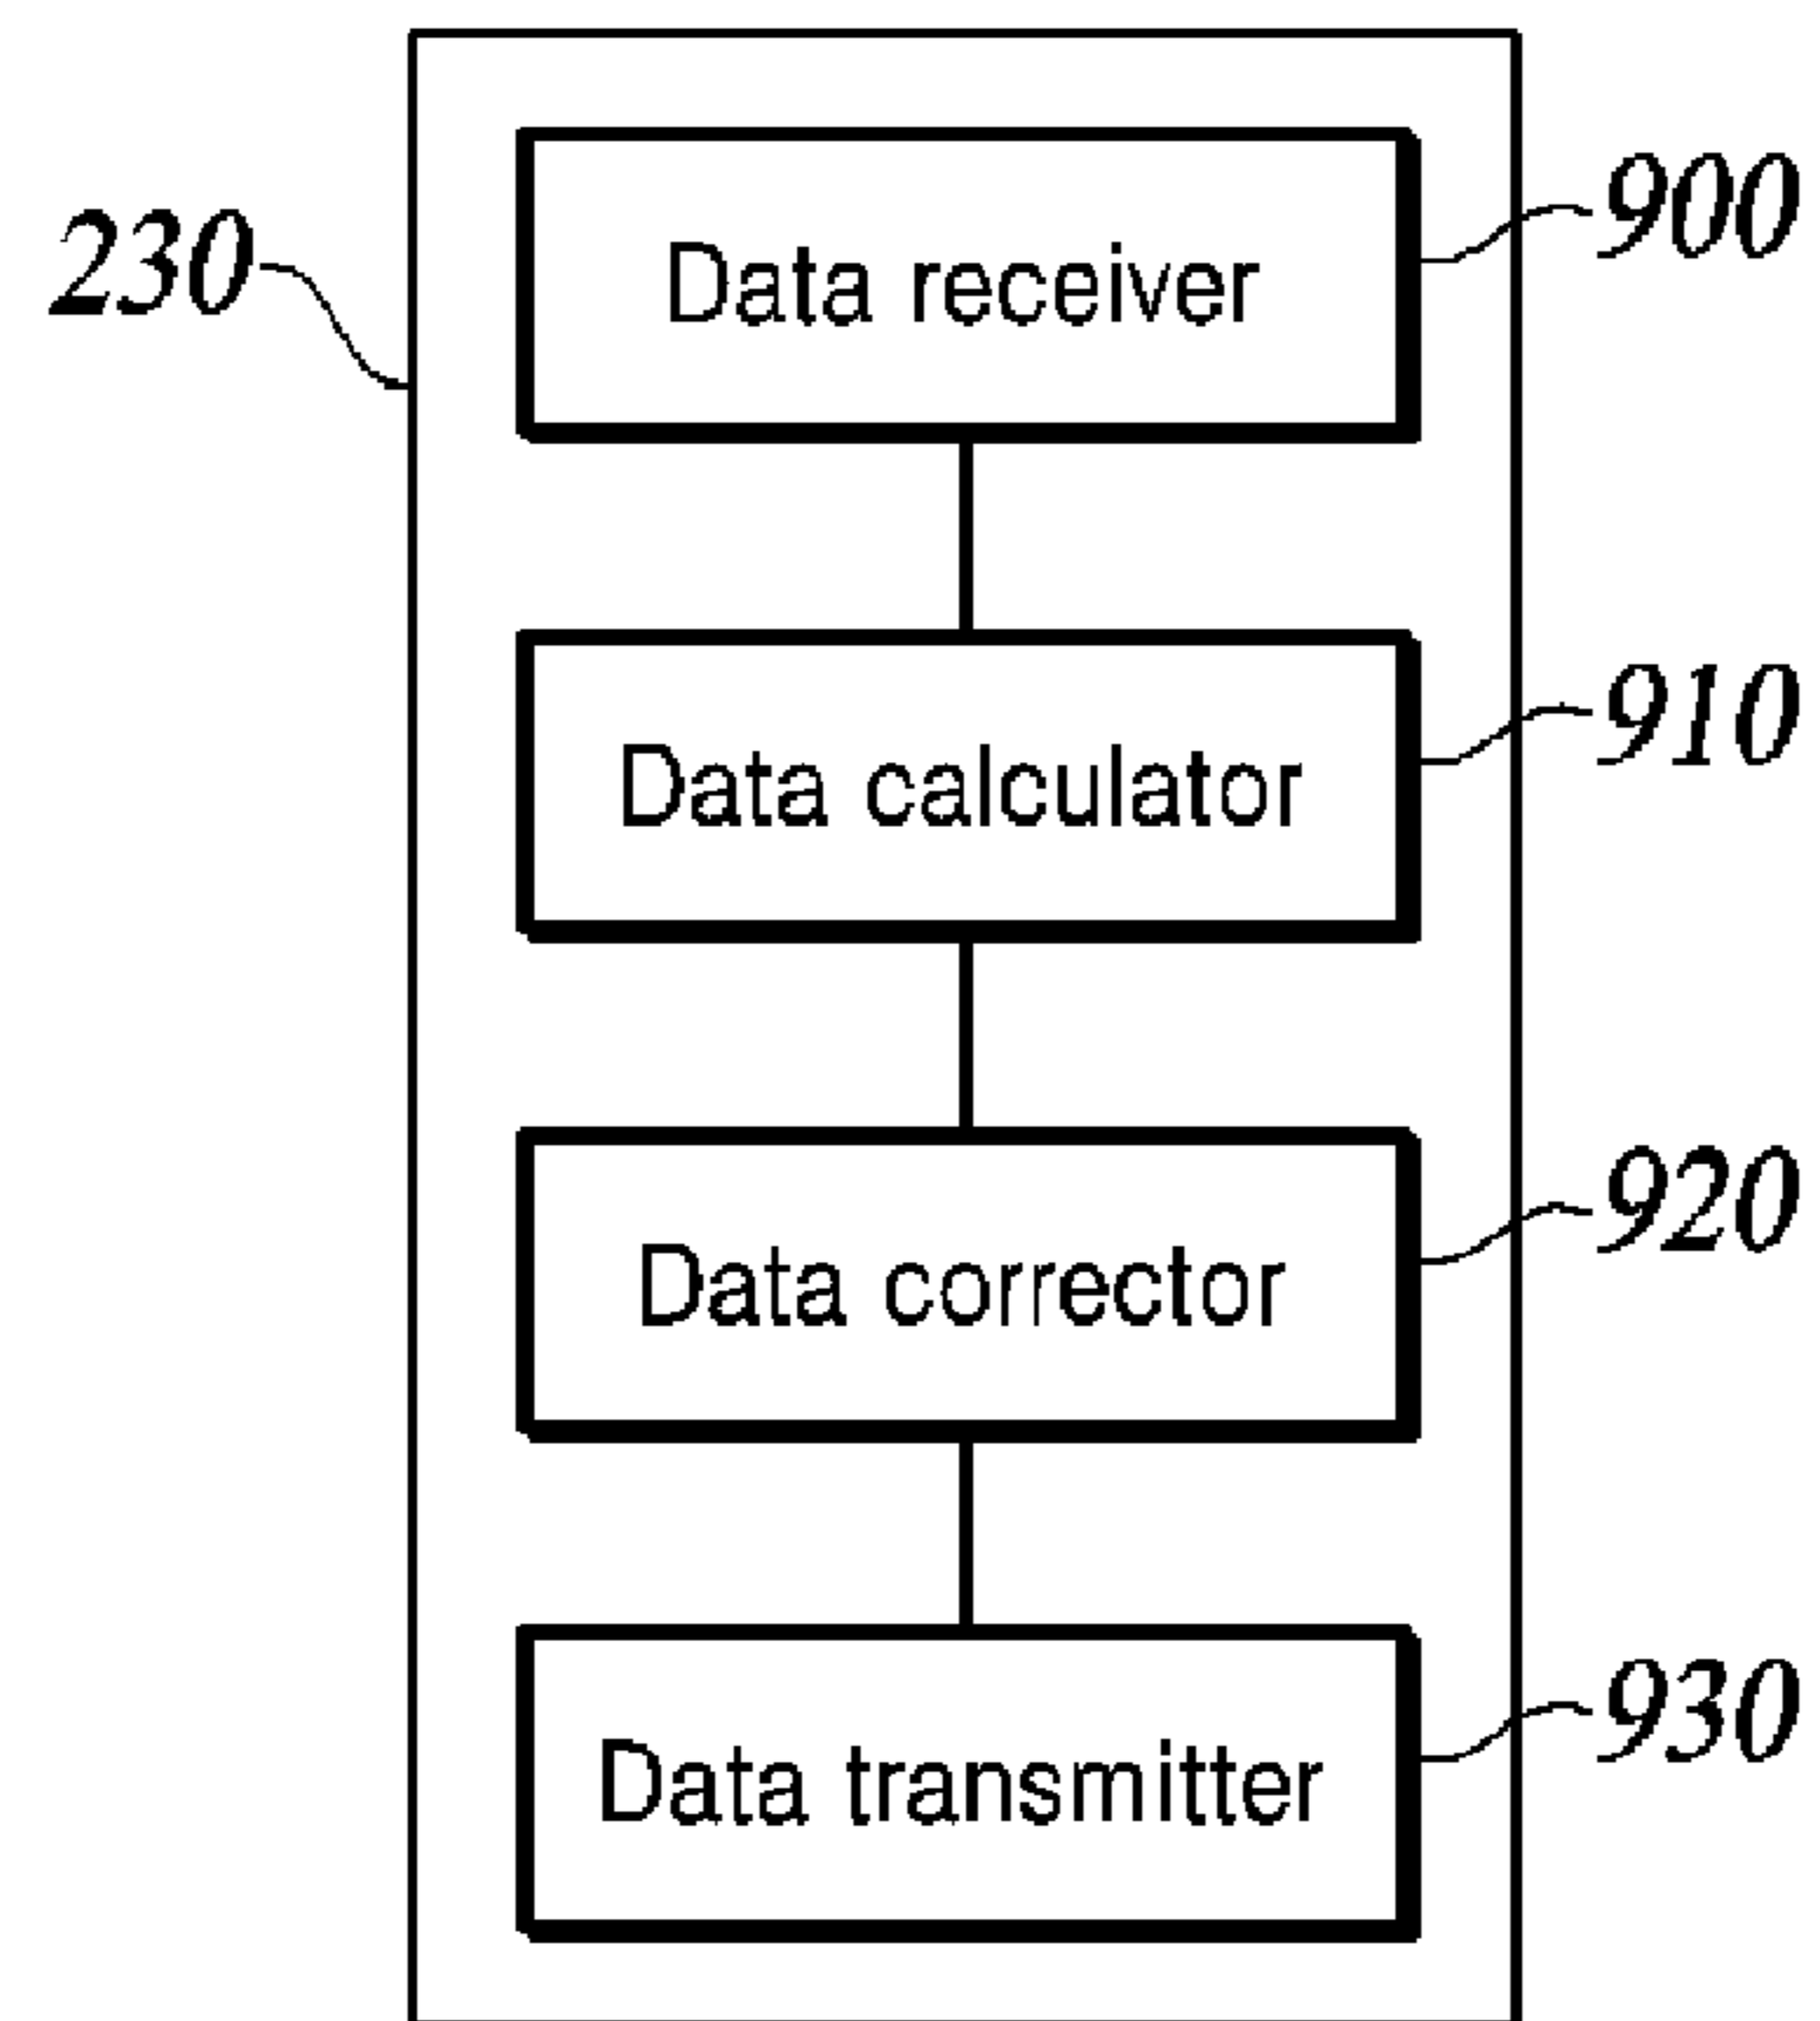 900
230
Data receiver
910
Data calculator
920
Data corrector
930
Data transmitter